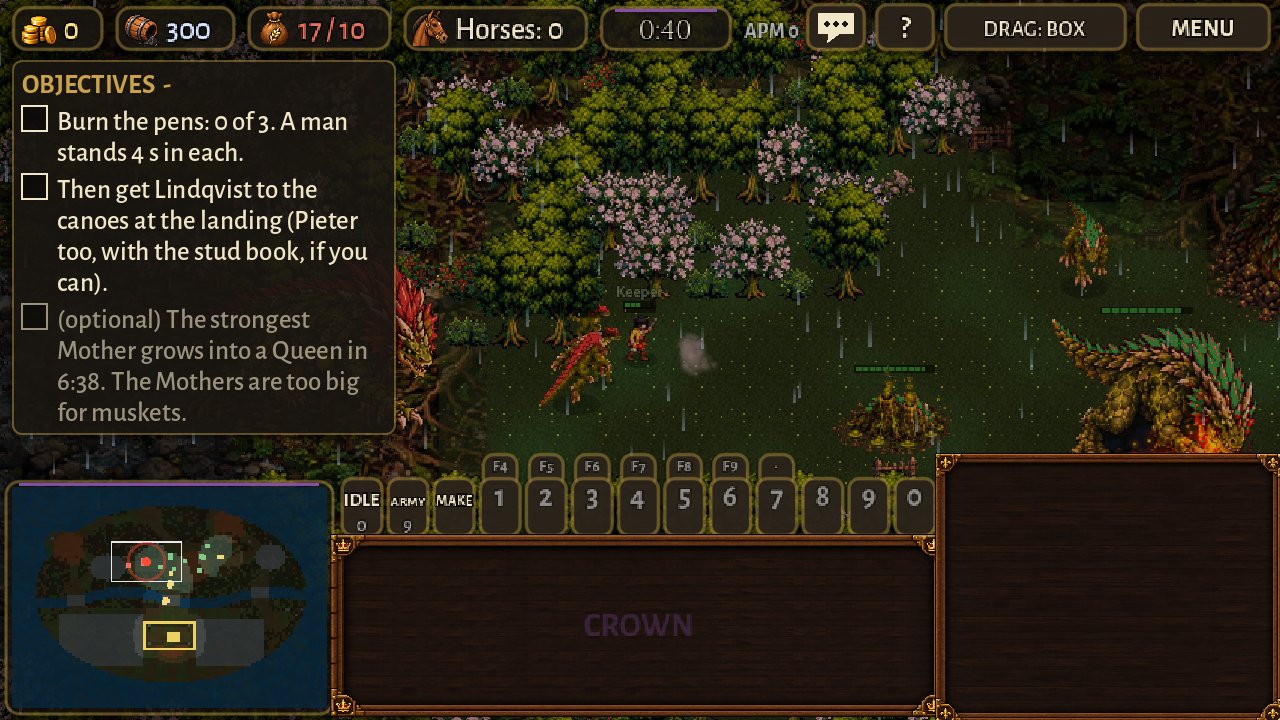 0
300
17/10
Horses: 0
0:40
APM 0
?
DRAG: BOX
MENU
OBJECTIVES -
Burn the pens: 0 of 3. A man
stands 4 s in each.
Then get Lindqvist to the
canoes at the landing (Pieter
too, with the stud book, if you
can).
(optional) The strongest
Mother grows into a Queen in
6:38. The Mothers are too big
for muskets.
Keeper
F4
F5
F6
F7
F8
F9
IDLE
0
ARMY
9
MAKE
1
2
3
4
5
6
7
8
9
0
CROWN